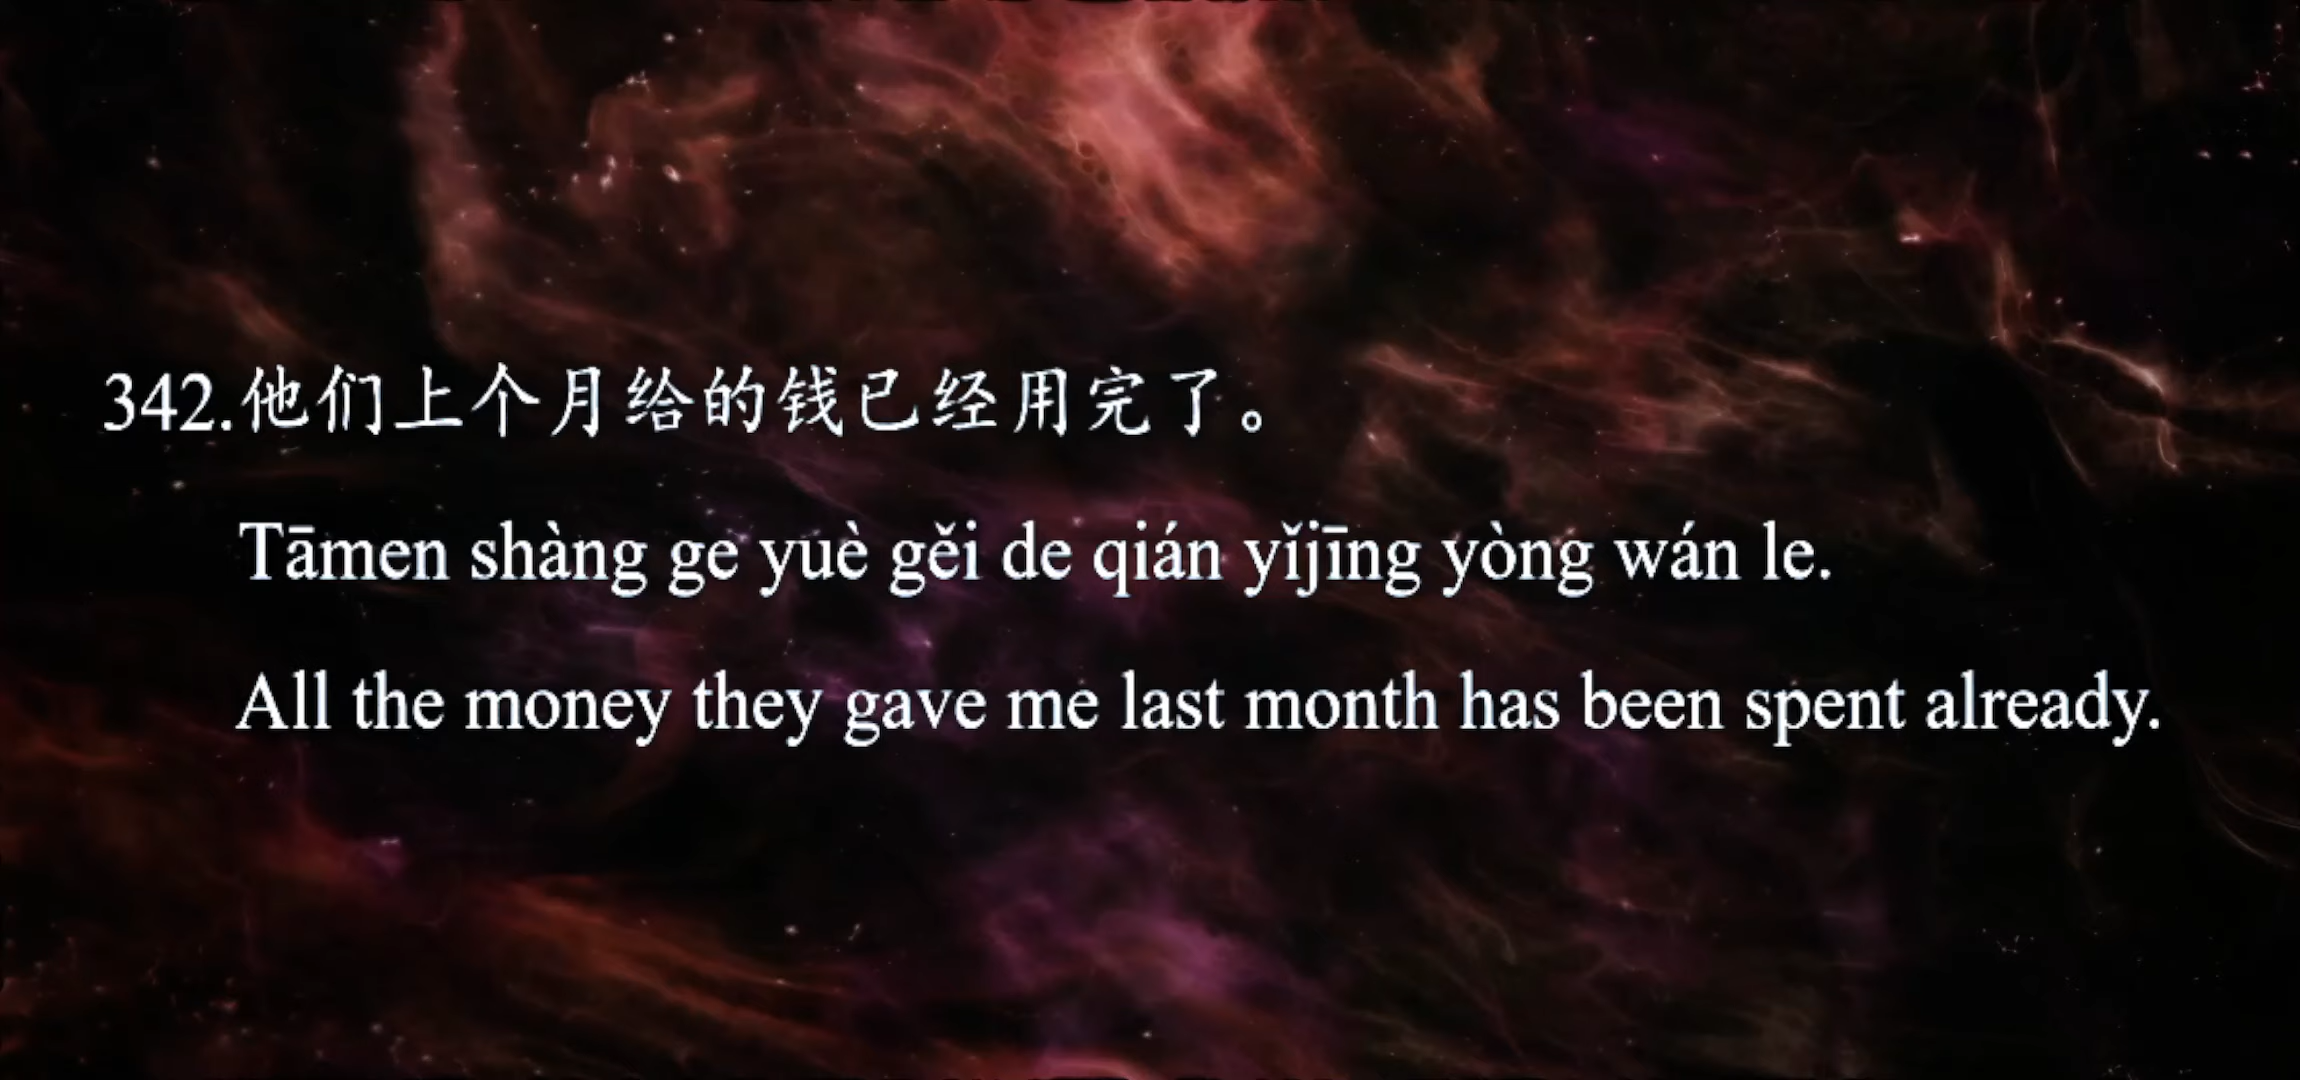 342.他们上个月给的钱已经用完了。
Tāmen shàng ge yuè gěi de qián yǐjīng yòng wán le.
All the money they gave me last month has been spent already.